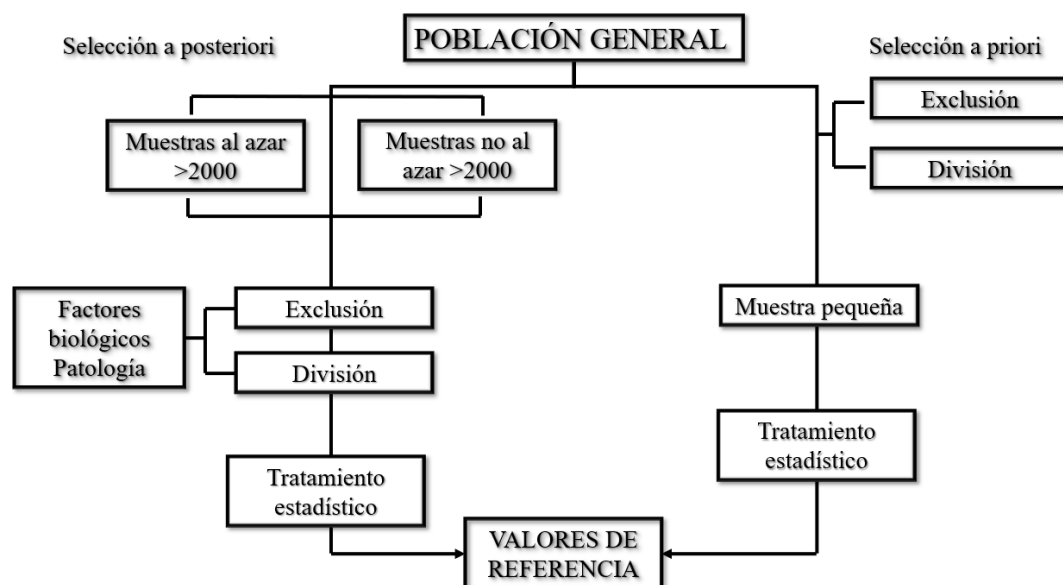 Selección a posteriori
POBLACIÓN GENERAL
Selección a priori
Exclusión
División
Muestras al azar
>2000
Muestras no al
azar >2000
Factores
biológicos
Patología
Exclusión
División
Muestra pequeña
Tratamiento
estadístico
Tratamiento
estadístico
VALORES DE
REFERENCIA